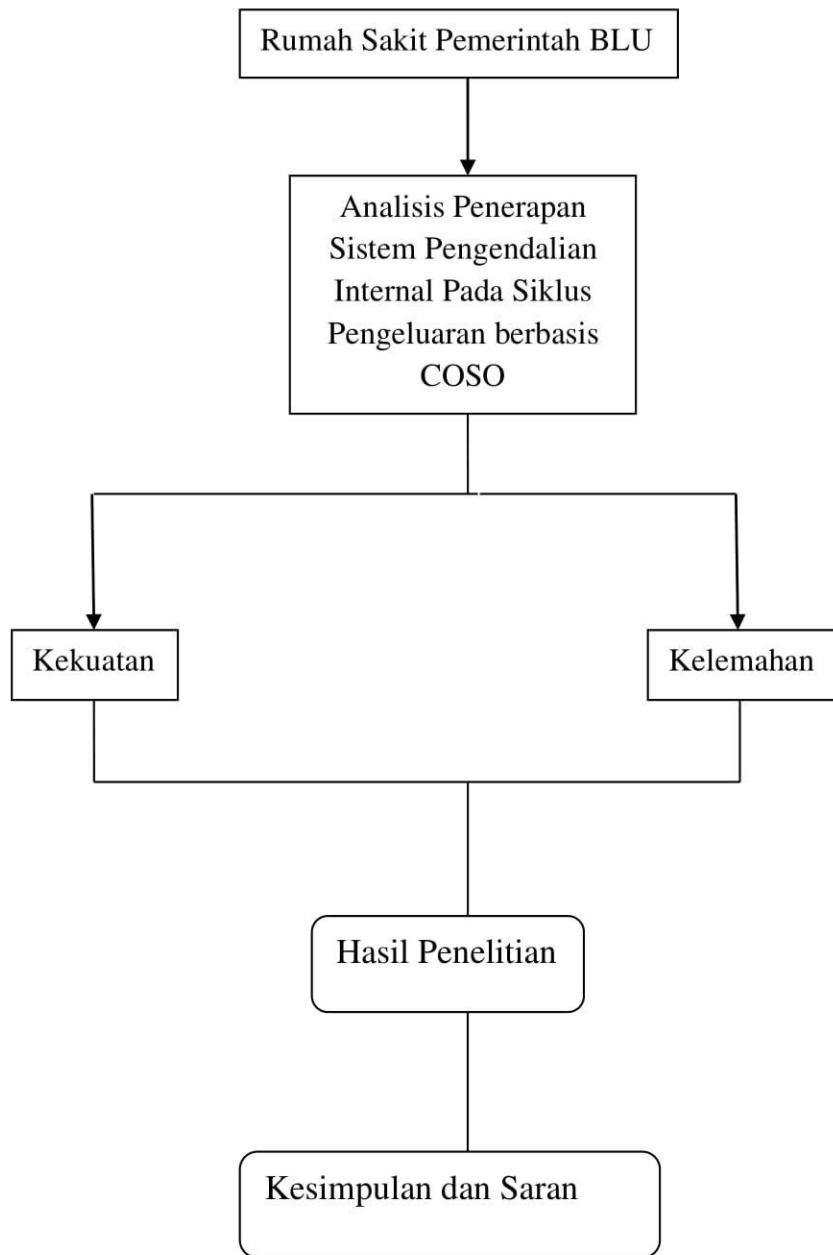 Rumah Sakit Pemerintah BLU
Analisis Penerapan
Sistem Pengendalian
Internal Pada Siklus
Pengeluaran berbasis
COSO
Kekuatan
Kelemahan
Hasil Penelitian
Kesimpulan dan Saran